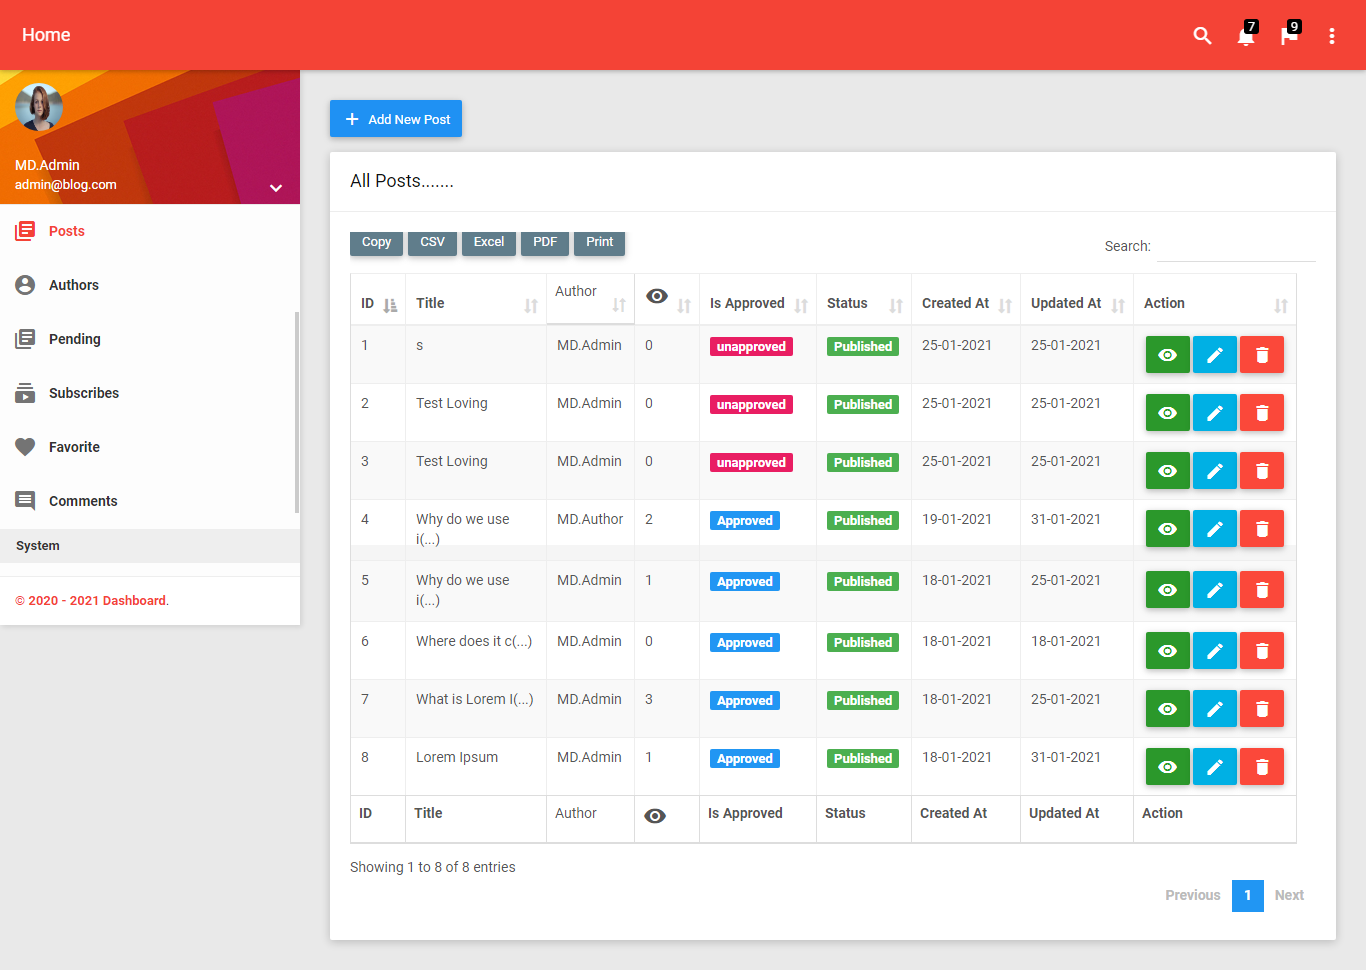 Home
7
9
MD.Admin
admin@blog.com
Posts
Authors
Pending
Subscribes
Favorite
Comments
System
© 2020 - 2021 Dashboard.
Add New Post
All Posts.......
Copy CSV Excel PDF Print
Search:
ID Title Author Is Approved Status Created At Updated At Action
1 s MD.Admin 0 unapproved Published 25-01-2021 25-01-2021
2 Test Loving MD.Admin 0 unapproved Published 25-01-2021 25-01-2021
3 Test Loving MD.Admin 0 unapproved Published 25-01-2021 25-01-2021
4 Why do we use MD.Author 2 Approved Published 19-01-2021 31-01-2021
i(...)
5 Why do we use MD.Admin 1 Approved Published 18-01-2021 25-01-2021
i(...)
6 Where does it c(...) MD.Admin 0 Approved Published 18-01-2021 18-01-2021
7 What is Lorem I(...) MD.Admin 3 Approved Published 18-01-2021 25-01-2021
8 Lorem Ipsum MD.Admin 1 Approved Published 18-01-2021 31-01-2021
ID Title Author Is Approved Status Created At Updated At Action
Showing 1 to 8 of 8 entries
Previous 1 Next